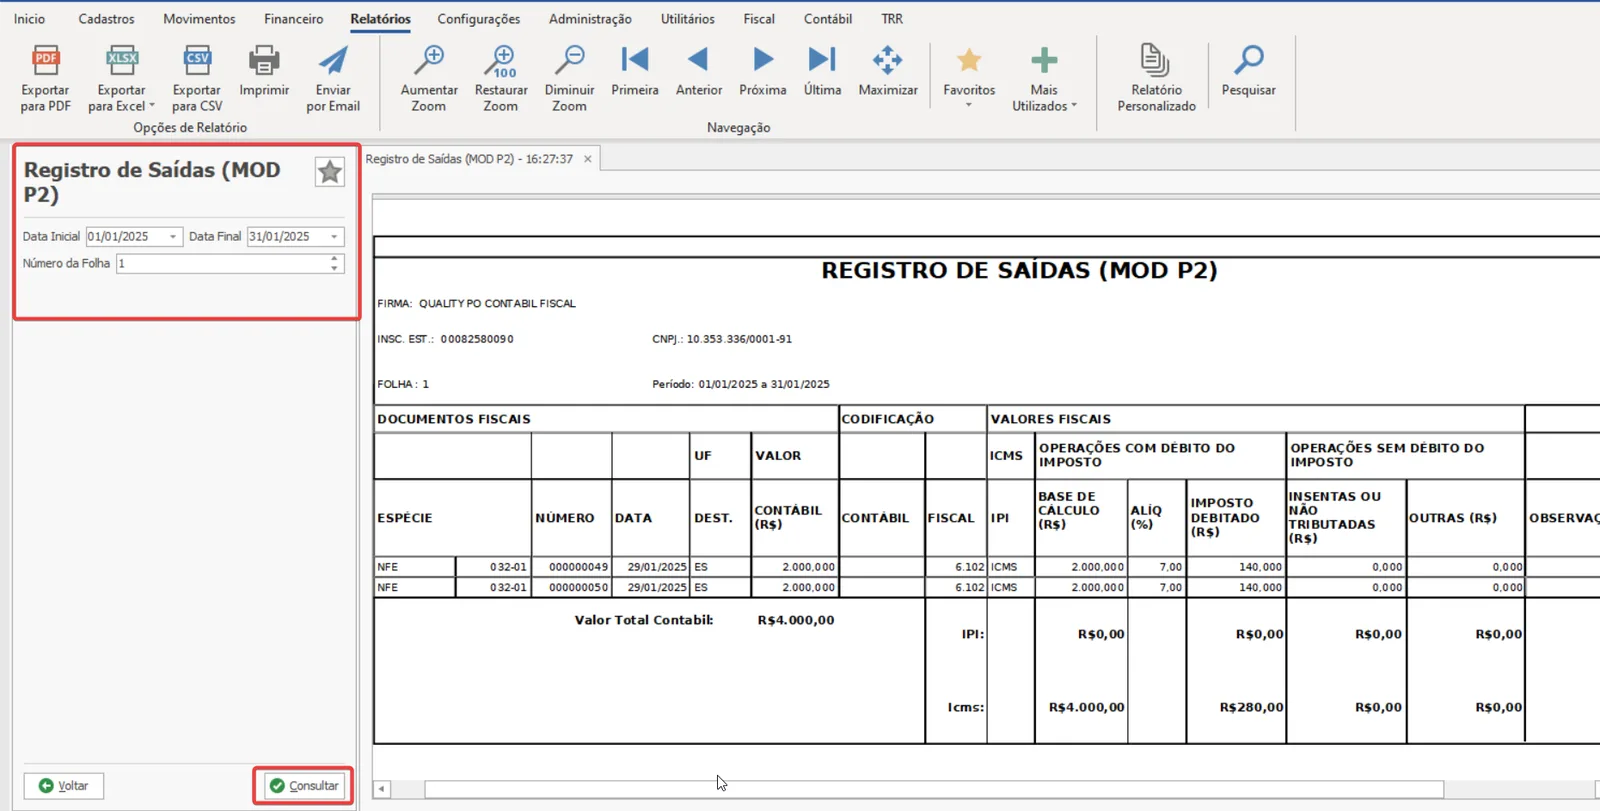 Inicio Cadastros Movimentos Financeiro Relatórios Configurações Administração Utilitários Fiscal Contábil TRR
PDF XLSX CSV 100
Exportar para PDF
Exportar para Excel
Exportar para CSV
Imprimir
Enviar por Email
Aumentar Zoom
Restaurar Zoom
Diminuir Zoom
Primeira
Anterior
Próxima
Última
Maximizar
Favoritos
Mais Utilizados
Relatório Personalizado
Pesquisar
Opções de Relatório
Navegação
Registro de Saídas (MOD
P2)
Data Inicial 01/01/2025 Data Final 31/01/2025
Número da Folha 1
Voltar
Consultar
Registro de Saídas (MOD P2) - 16:27:37 ×
REGISTRO DE SAÍDAS (MOD P2)
FIRMA: QUALITY PO CONTABIL FISCAL
INSC. EST.: 00082580090 CNPJ.: 10.353.336/0001-91
FOLHA : 1 Período: 01/01/2025 a 31/01/2025
DOCUMENTOS FISCAIS CODIFICAÇÃO VALORES FISCAIS
UF VALOR ICMS
OPERAÇÕES COM DÉBITO DO
IMPOSTO
OPERAÇÕES SEM DÉBITO DO
IMPOSTO
ESPÉCIE NÚMERO DATA DEST.
CONTÁBIL
(R$)
CONTÁBIL FISCAL IPI
BASE DE
CÁLCULO
(R$)
ALÍQ
(%)
IMPOSTO
DEBITADO
(R$)
INSENTAS OU
NÃO
TRIBUTADAS
(R$)
OUTRAS (R$)
OBSERVAÇ
NFE 032-01 000000049 29/01/2025 ES 2.000,000 6.102 ICMS 2.000,000 7,00 140,000 0,000 0,000
NFE 032-01 000000050 29/01/2025 ES 2.000,000 6.102 ICMS 2.000,000 7,00 140,000 0,000 0,000
Valor Total Contabil: R$4.000,00
IPI: R$0,00 R$0,00 R$0,00 R$0,00
Icms: R$4.000,00 R$280,00 R$0,00 R$0,00